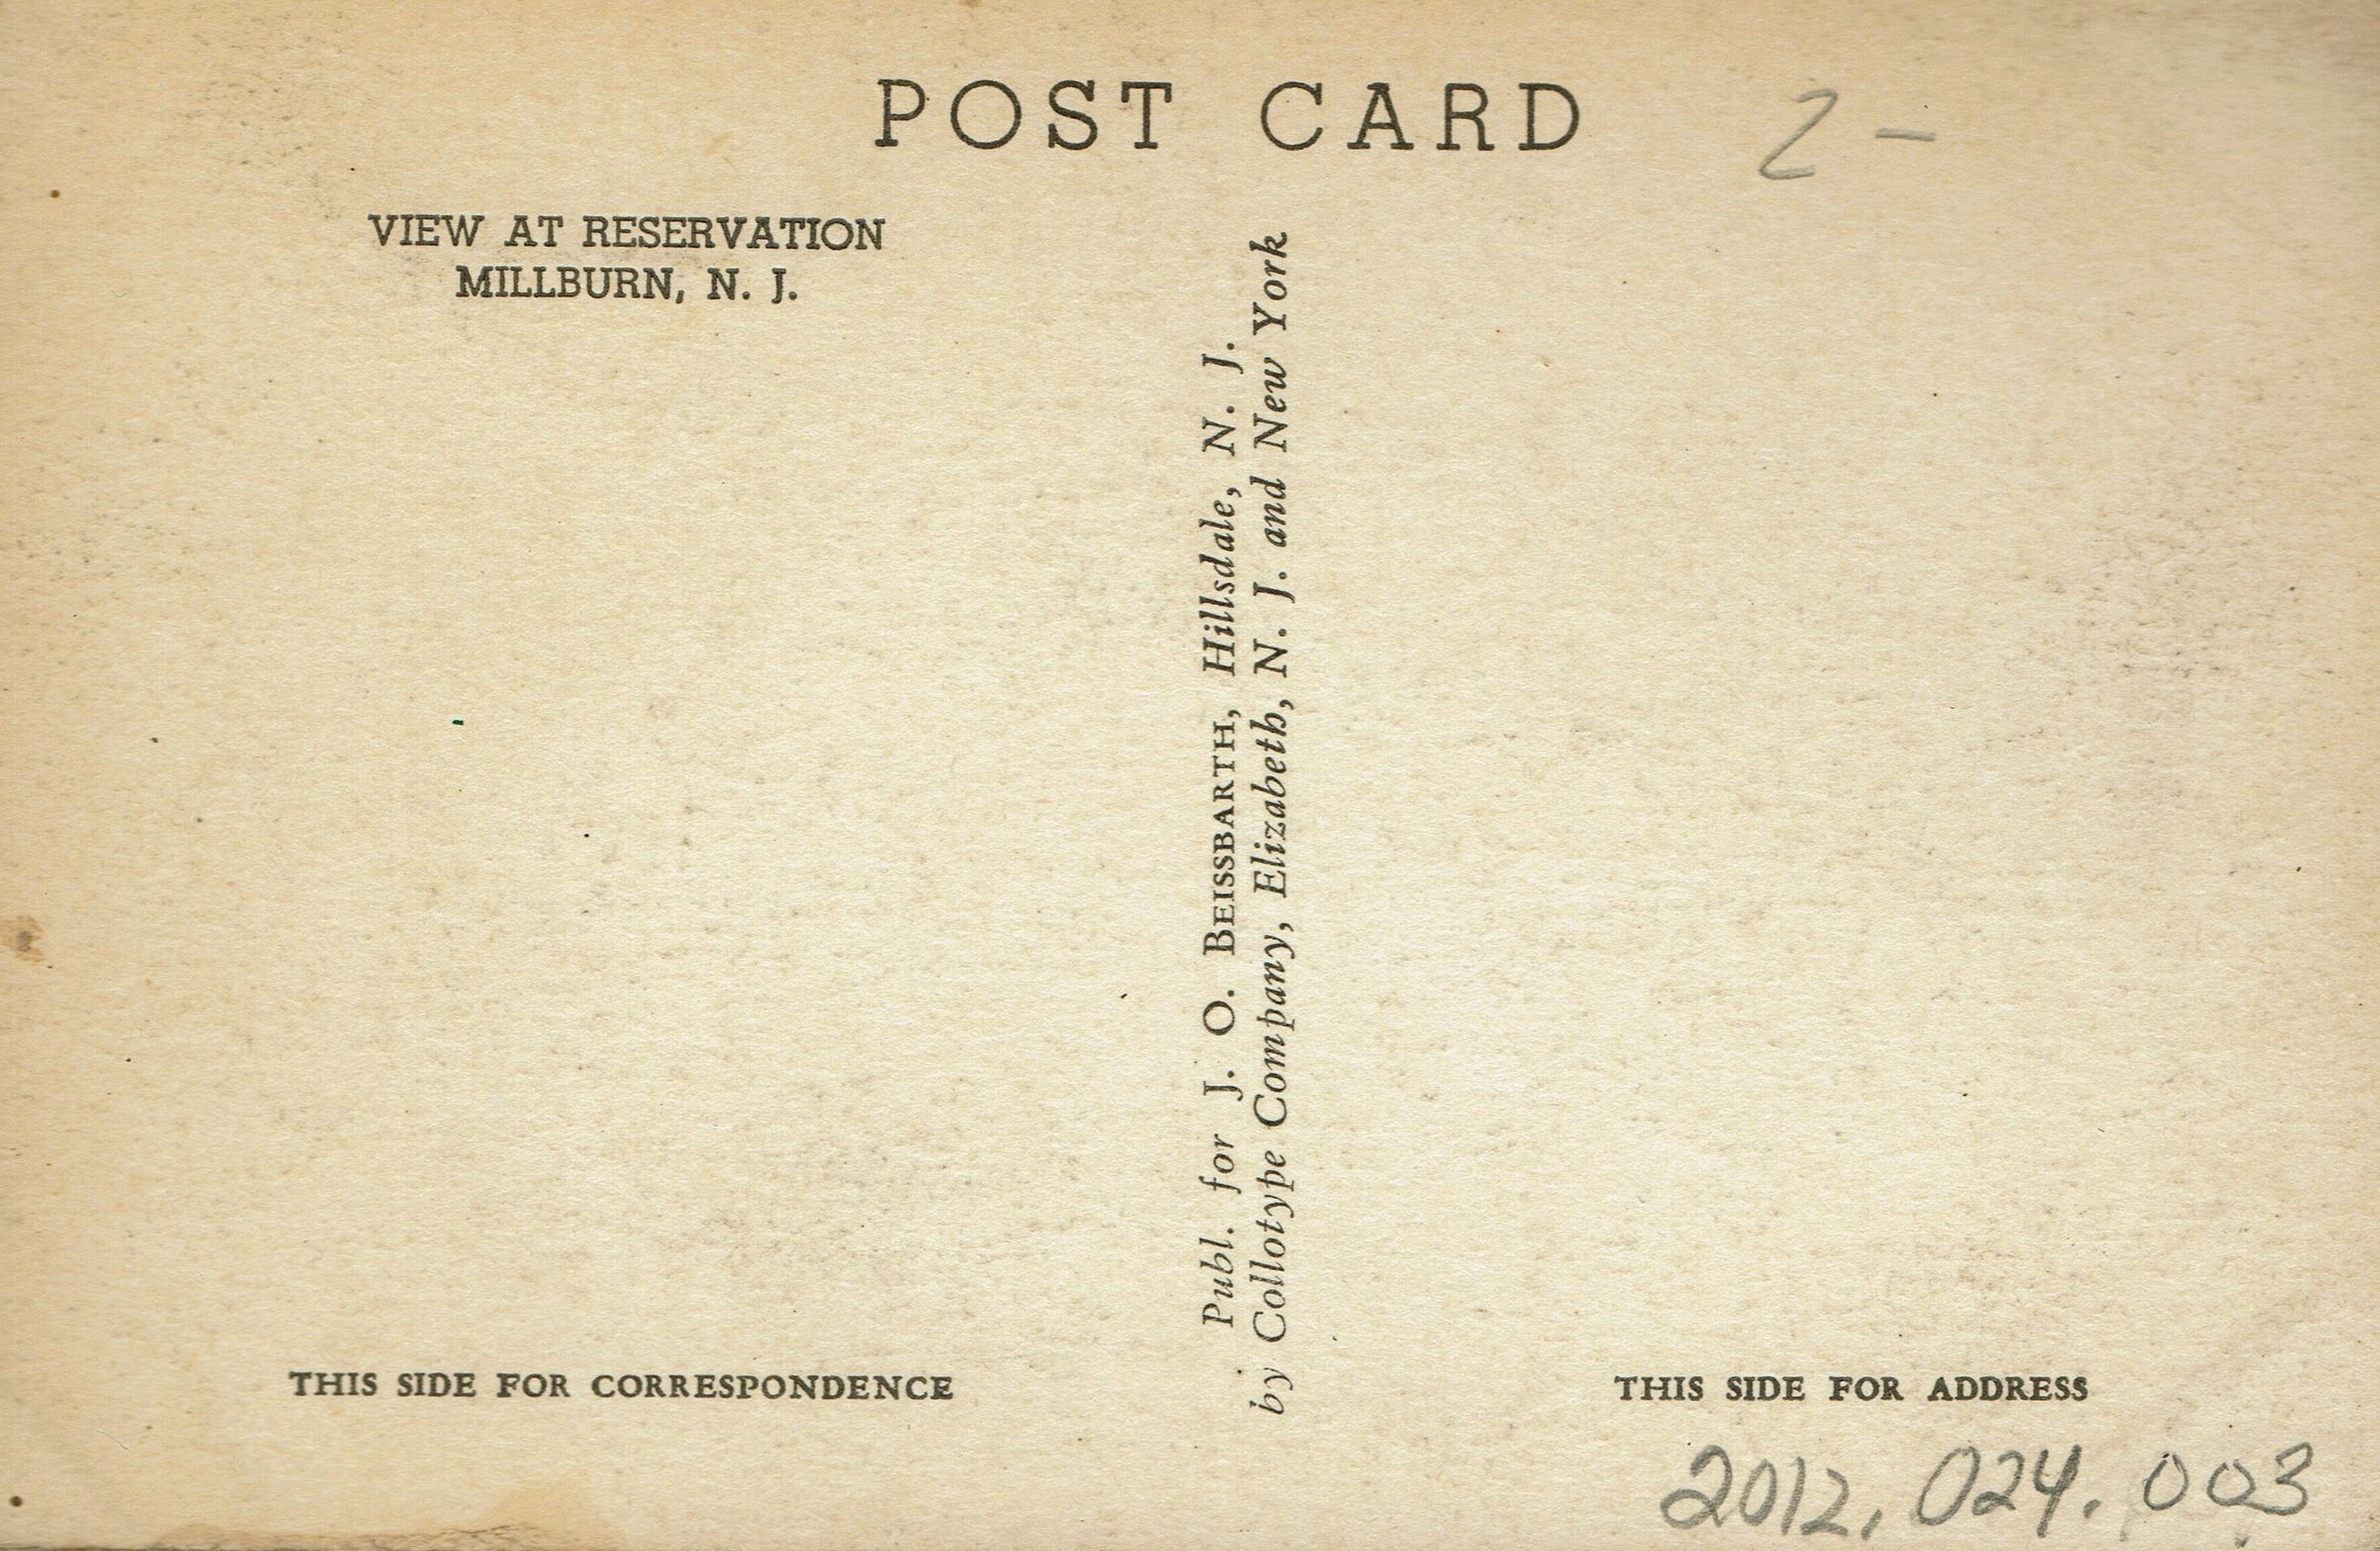 POST CARD
2 -
VIEW AT RESERVATION
MILLBURN, N. J.
Publ. for J. O. BEISSBARTH, Hillsdale, N. J.
by Collotype Company, Elizabeth, N. J. and New York
THIS SIDE FOR CORRESPONDENCE
THIS SIDE FOR ADDRESS
2012.024.003